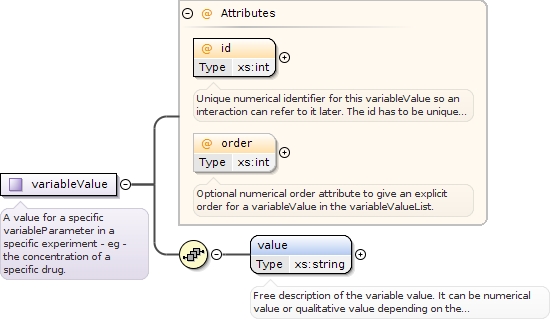 @ Attributes
@ id
Type xs:int
Unique numerical identifier for this variableValue so an
interaction can refer to it later. The id has to be unique...
@ order
Type xs:int
Optional numerical order attribute to give an explicit
order for a variableValue in the variableValueList.
variableValue
A value for a specific
variableParameter in a
specific experiment - eg -
the concentration of a
specific drug.
value
Type xs:string
Free description of the variable value. It can be numerical
value or qualitative value depending on the...